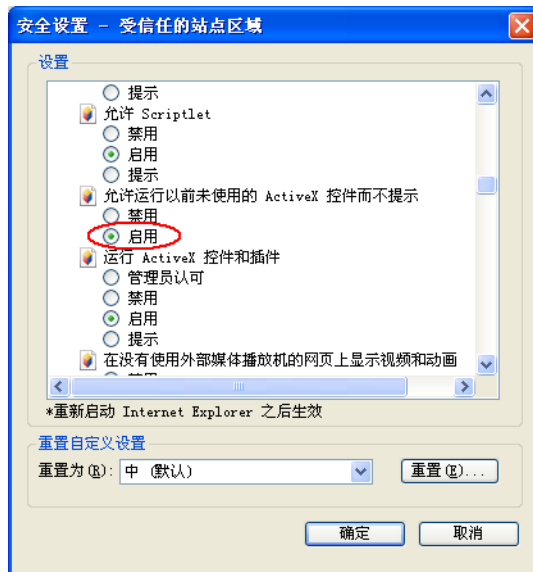 安全设置 - 受信任的站点区域
设置
提示
允许 Scriptlet
禁用
启用
提示
允许运行以前未使用的 ActiveX 控件而不提示
禁用
启用
运行 ActiveX 控件和插件
管理员认可
禁用
启用
提示
在没有使用外部媒体播放机的网页上显示视频和动画
*重新启动 Internet Explorer 之后生效
重置自定义设置
重置为(R): 中 (默认) 重置(E)...
确定 取消